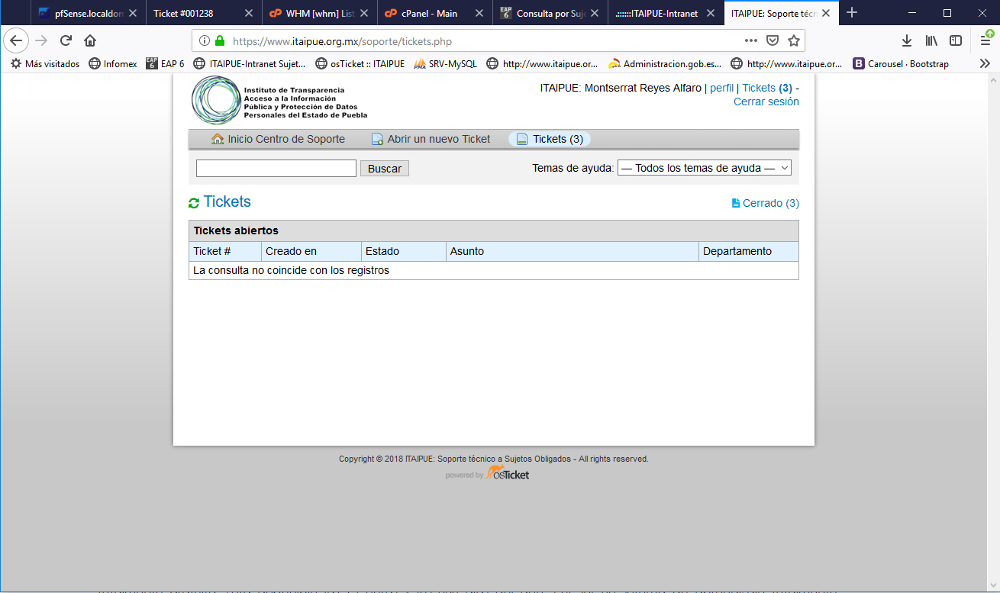 pfSense.localdon
Ticket #001238
WHM [whm] List
cPanel - Main
Consulta por Suje
.::::::ITAIPUE-Intranet
ITAIPUE: Soporte técn
https://www.itaipue.org.mx/soporte/tickets.php
Más visitados
Infomex
EAP 6
ITAIPUE-Intranet Sujet...
osTicket :: ITAIPUE
SRV-MySQL
http://www.itaipue.or...
Administracion.gob.es...
http://www.itaipue.or...
Carousel · Bootstrap
Instituto de Transparencia
Acceso a la Información
Pública y Protección de Datos
Personales del Estado de Puebla
ITAIPUE: Montserrat Reyes Alfaro | perfil | Tickets (3) -
Cerrar sesión
Inicio Centro de Soporte
Abrir un nuevo Ticket
Tickets (3)
Buscar
Temas de ayuda: — Todos los temas de ayuda —
Tickets
Cerrado (3)
Tickets abiertos
Ticket # Creado en Estado Asunto Departamento
La consulta no coincide con los registros
Copyright © 2018 ITAIPUE: Soporte técnico a Sujetos Obligados - All rights reserved.
powered by osTicket